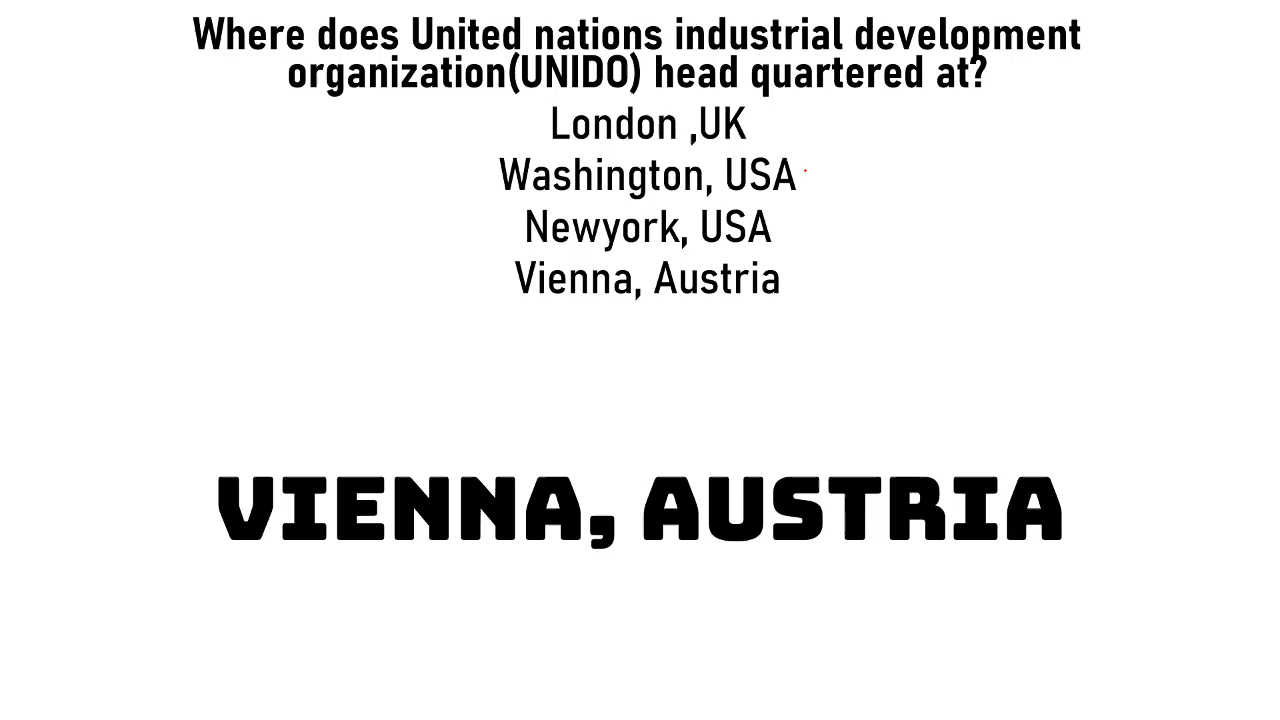 Where does United nations industrial development
organization(UNIDO) head quartered at?
London ,UK
Washington, USA
Newyork, USA
Vienna, Austria
VIENNA, AUSTRIA